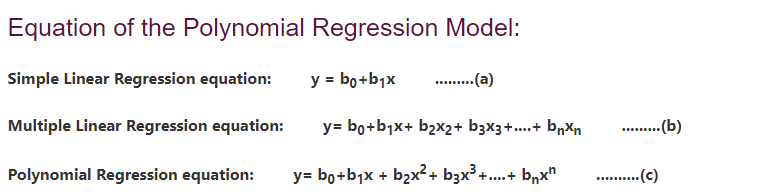 Equation of the Polynomial Regression Model:
Simple Linear Regression equation: y = b₀+b₁x .........(a)
Multiple Linear Regression equation: y= b₀+b₁x+ b₂x₂+ b₃x₃+....+ bₙxₙ .........(b)
Polynomial Regression equation: y= b₀+b₁x + b₂x²+ b₃x³+....+ bₙxⁿ ..........(c)